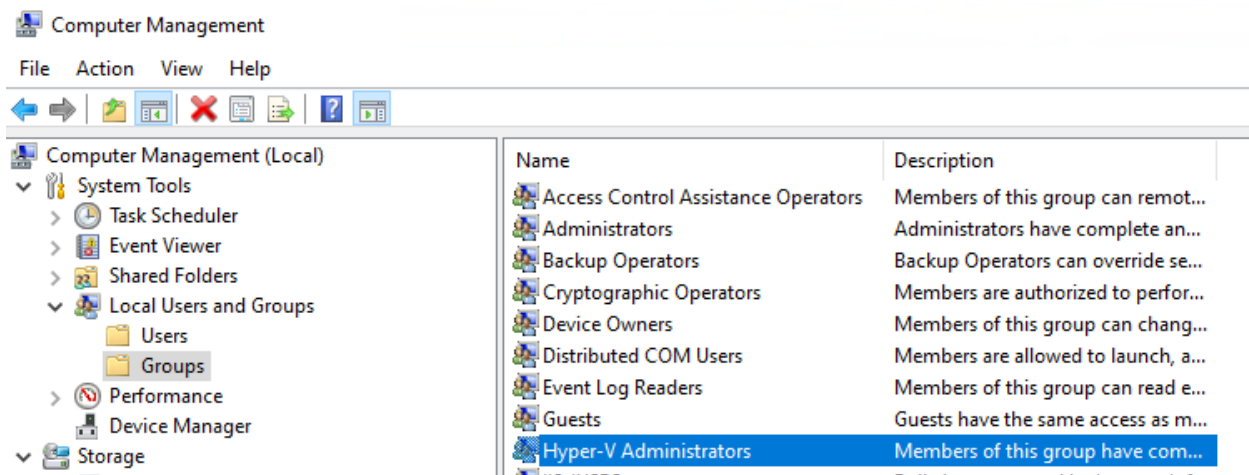 Computer Management
File Action View Help
Computer Management (Local)
System Tools
Task Scheduler
Event Viewer
Shared Folders
Local Users and Groups
Users
Groups
Performance
Device Manager
Storage
Name Description
Access Control Assistance Operators Members of this group can remot...
Administrators Administrators have complete an...
Backup Operators Backup Operators can override se...
Cryptographic Operators Members are authorized to perfor...
Device Owners Members of this group can chang...
Distributed COM Users Members are allowed to launch, a...
Event Log Readers Members of this group can read e...
Guests Guests have the same access as m...
Hyper-V Administrators Members of this group have com...